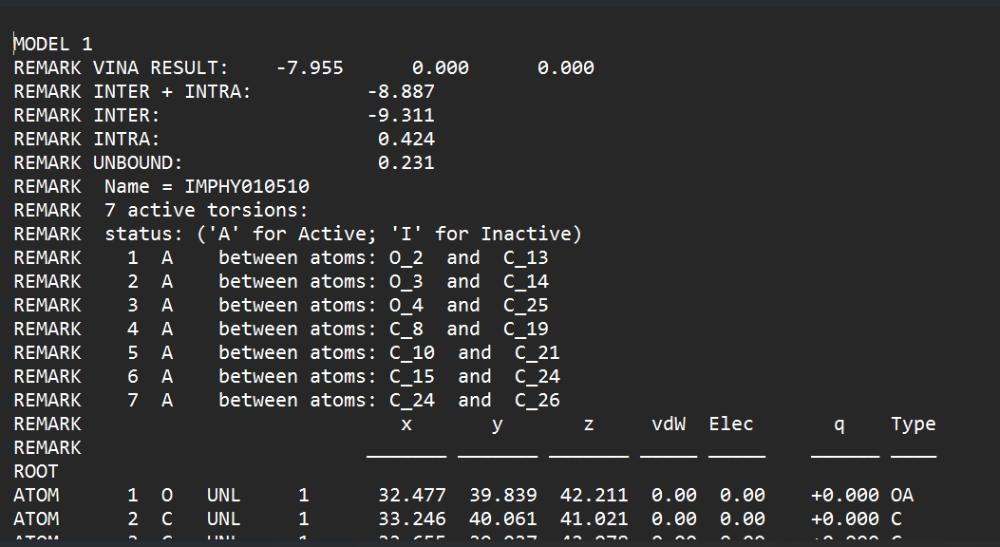 MODEL 1
REMARK VINA RESULT:    -7.955      0.000      0.000
REMARK INTER + INTRA:          -8.887
REMARK INTER:                  -9.311
REMARK INTRA:                   0.424
REMARK UNBOUND:                 0.231
REMARK  Name = IMPHY010510
REMARK  7 active torsions:
REMARK  status: ('A' for Active; 'I' for Inactive)
REMARK    1  A    between atoms: O_2  and  C_13
REMARK    2  A    between atoms: O_3  and  C_14
REMARK    3  A    between atoms: O_4  and  C_25
REMARK    4  A    between atoms: C_8  and  C_19
REMARK    5  A    between atoms: C_10  and  C_21
REMARK    6  A    between atoms: C_15  and  C_24
REMARK    7  A    between atoms: C_24  and  C_26
REMARK                            x       y       z     vdW  Elec       q    Type
REMARK                         _______ _______ _______ _____ _____    ______ ____
ROOT
ATOM      1  O   UNL     1      32.477  39.839  42.211  0.00  0.00    +0.000 OA
ATOM      2  C   UNL     1      33.246  40.061  41.021  0.00  0.00    +0.000 C